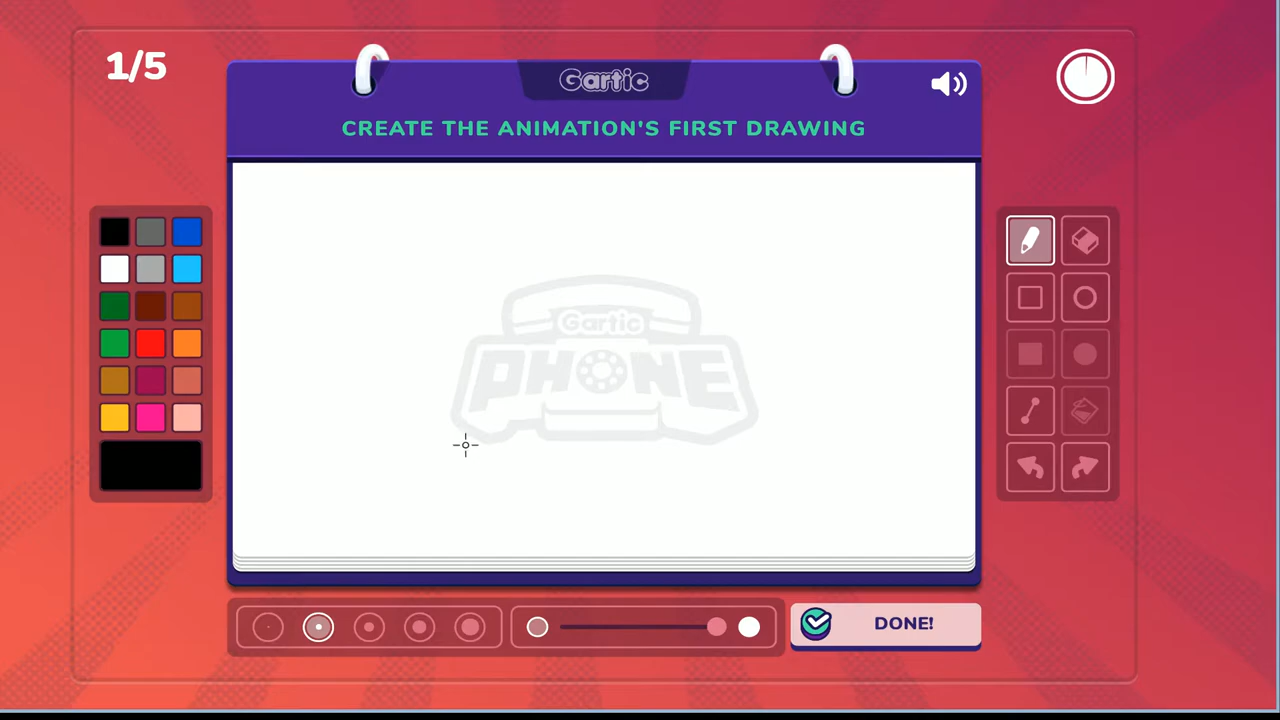 1/5
Gartic
CREATE THE ANIMATION'S FIRST DRAWING
Gartic
PHONE
DONE!